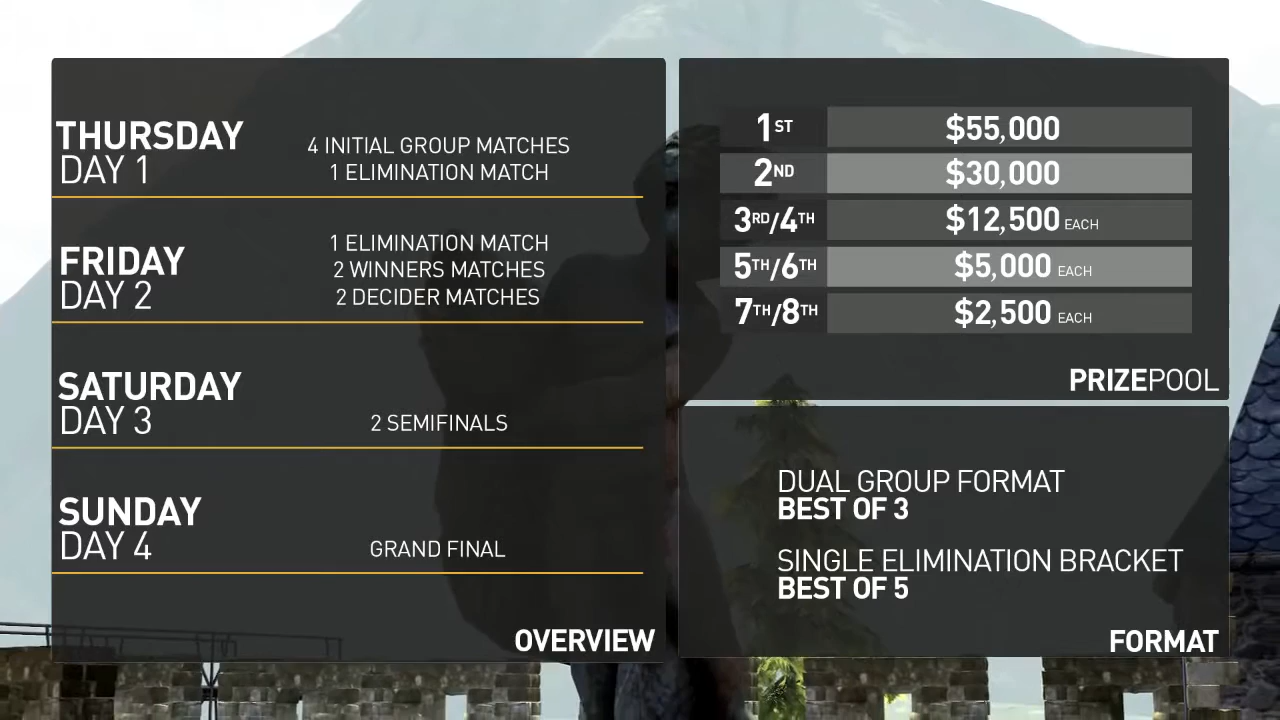 THURSDAY
DAY 1
4 INITIAL GROUP MATCHES
1 ELIMINATION MATCH
FRIDAY
DAY 2
1 ELIMINATION MATCH
2 WINNERS MATCHES
2 DECIDER MATCHES
SATURDAY
DAY 3
2 SEMIFINALS
SUNDAY
DAY 4
GRAND FINAL
OVERVIEW
1ST $55,000
2ND $30,000
3RD/4TH $12,500 EACH
5TH/6TH $5,000 EACH
7TH/8TH $2,500 EACH
PRIZEPOOL
DUAL GROUP FORMAT
BEST OF 3
SINGLE ELIMINATION BRACKET
BEST OF 5
FORMAT